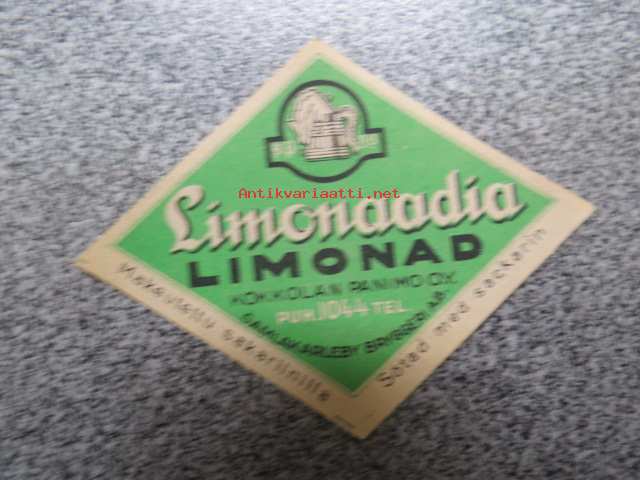 Antikvariaatti.net
Limonaadia
LIMONAD
KOKKOLAN PANIMO OY.
PUH. 1044 TEL.
GAMLAKARLEBY BRYGGERI AB.
Makeutettu sakariinilla
Sötad med sackarin